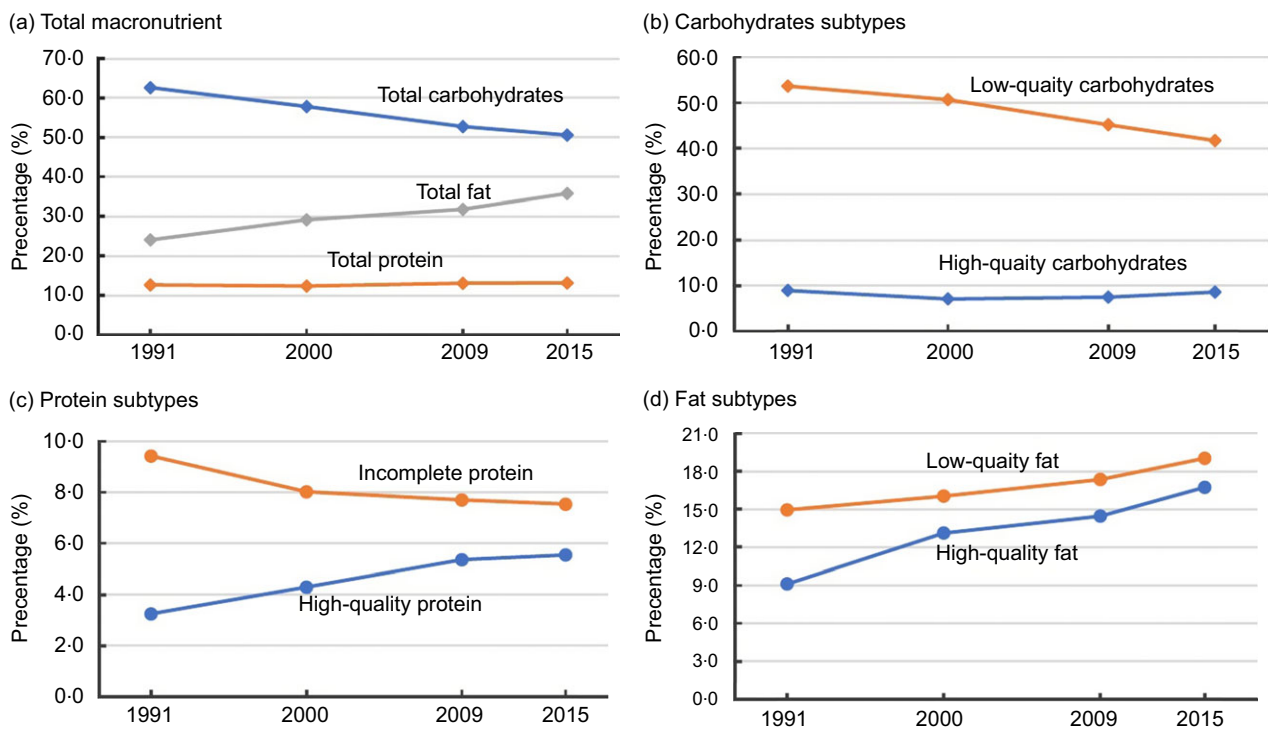 (a) Total macronutrient
70·0
60·0
50·0
40·0
30·0
20·0
10·0
0·0
Precentage (%)
Total carbohydrates
Total fat
Total protein
1991 2000 2009 2015
(b) Carbohydrates subtypes
60·0
50·0
40·0
30·0
20·0
10·0
0·0
Precentage (%)
Low-quaity carbohydrates
High-quaity carbohydrates
1991 2000 2009 2015
(c) Protein subtypes
10·0
8·0
6·0
4·0
2·0
0·0
Precentage (%)
Incomplete protein
High-quality protein
1991 2000 2009 2015
(d) Fat subtypes
21·0
18·0
15·0
12·0
9·0
6·0
3·0
0·0
Precentage (%)
Low-quaity fat
High-quality fat
1991 2000 2009 2015